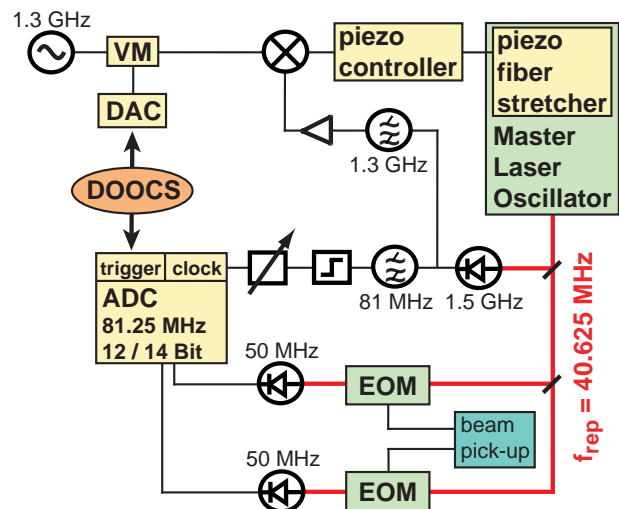 1.3 GHz
VM
DAC
DOOCS
piezo
controller
piezo
fiber
stretcher
Master
Laser
Oscillator
1.3 GHz
trigger
clock
ADC
81.25 MHz
12 / 14 Bit
81 MHz
1.5 GHz
50 MHz
EOM
beam
pick-up
50 MHz
EOM
frep = 40.625 MHz